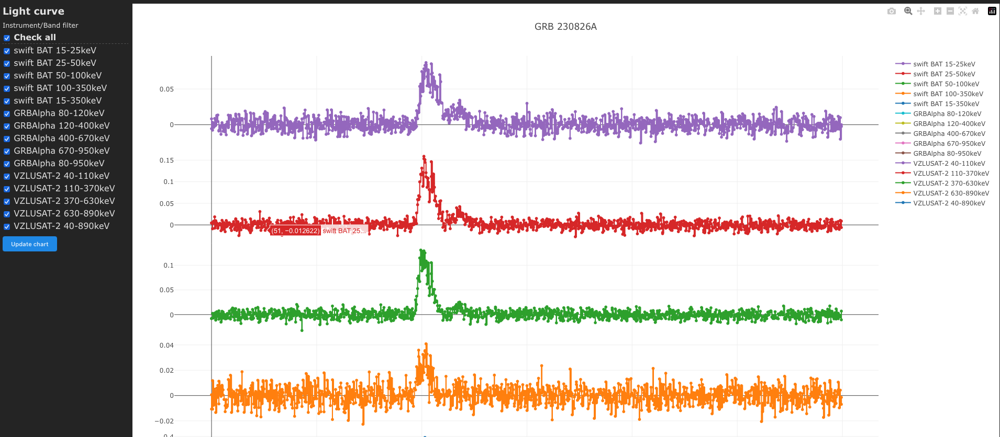 Light curve
Instrument/Band filter
Check all
swift BAT 15-25keV
swift BAT 25-50keV
swift BAT 50-100keV
swift BAT 100-350keV
swift BAT 15-350keV
GRBAlpha 80-120keV
GRBAlpha 120-400keV
GRBAlpha 400-670keV
GRBAlpha 670-950keV
GRBAlpha 80-950keV
VZLUSAT-2 40-110keV
VZLUSAT-2 110-370keV
VZLUSAT-2 370-630keV
VZLUSAT-2 630-890keV
VZLUSAT-2 40-890keV
Update chart
GRB 230826A
0.05
0
0.15
0.1
0.05
0
(51, −0.012622) swift BAT 25...
0.1
0.05
0
0.04
0.02
0
−0.02
0.4
swift BAT 15-25keV
swift BAT 25-50keV
swift BAT 50-100keV
swift BAT 100-350keV
swift BAT 15-350keV
GRBAlpha 80-120keV
GRBAlpha 120-400keV
GRBAlpha 400-670keV
GRBAlpha 670-950keV
GRBAlpha 80-950keV
VZLUSAT-2 40-110keV
VZLUSAT-2 110-370keV
VZLUSAT-2 370-630keV
VZLUSAT-2 630-890keV
VZLUSAT-2 40-890keV